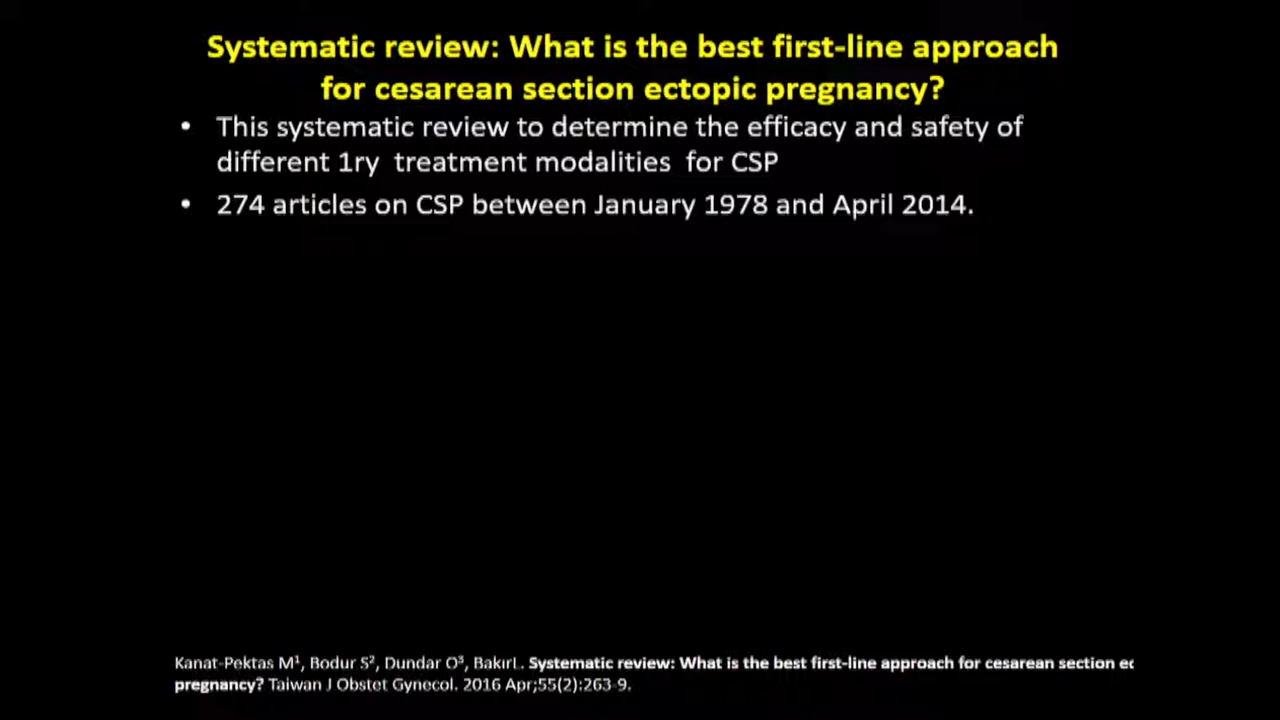 Systematic review: What is the best first-line approach
for cesarean section ectopic pregnancy?
• This systematic review to determine the efficacy and safety of
different 1ry treatment modalities for CSP
• 274 articles on CSP between January 1978 and April 2014.
Kanat-Pektas M¹, Bodur S², Dundar O³, Bakır L. Systematic review: What is the best first-line approach for cesarean section ec
pregnancy? Taiwan J Obstet Gynecol. 2016 Apr;55(2):263-9.